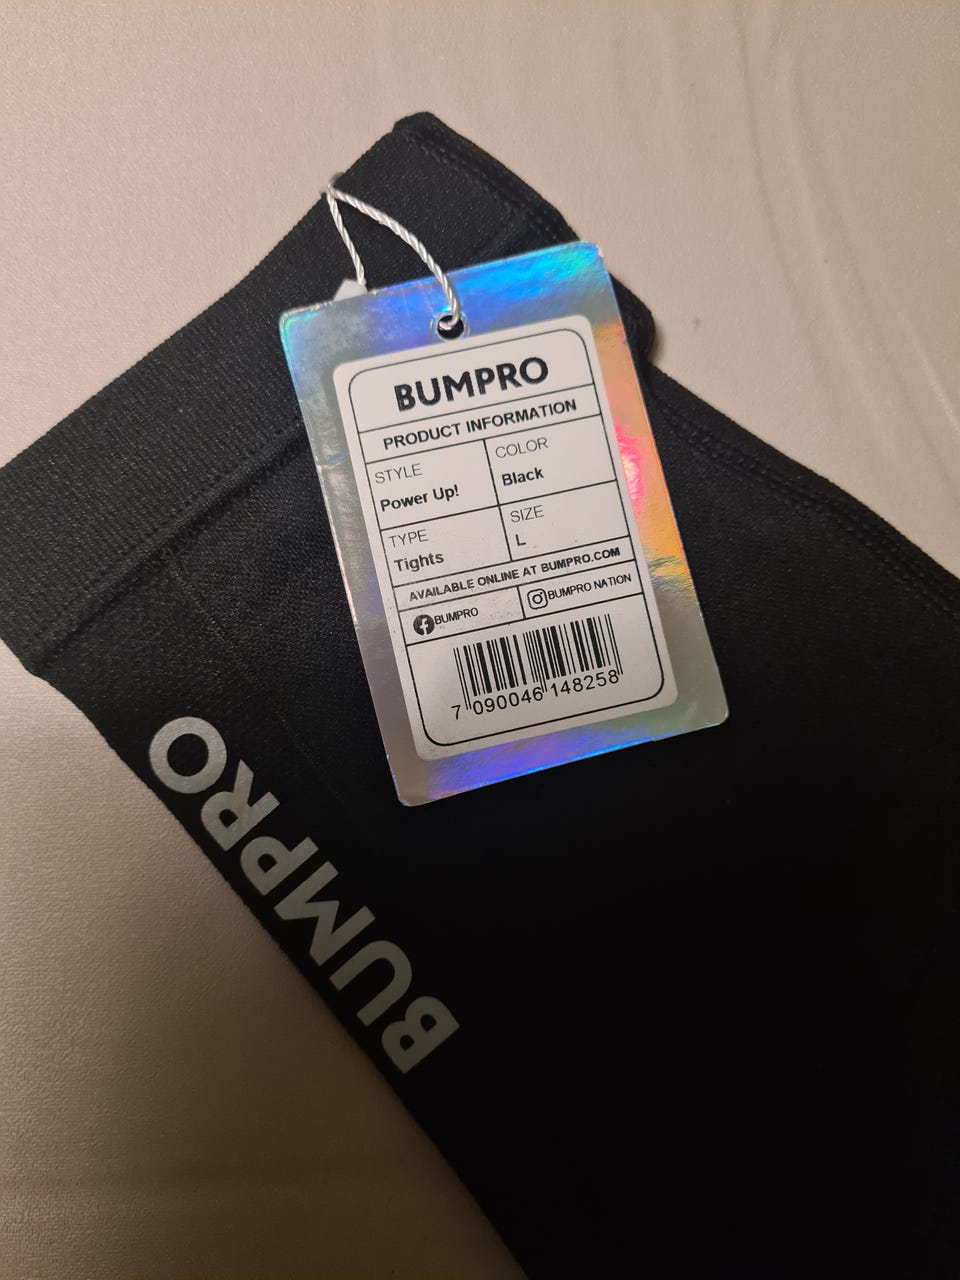 BUMPRO
PRODUCT INFORMATION
STYLE
Power Up!
COLOR
Black
TYPE
Tights
SIZE
L
AVAILABLE ONLINE AT BUMPRO.COM
BUMPRO
BUMPRO NATION
7 090046 148258
BUMPRO